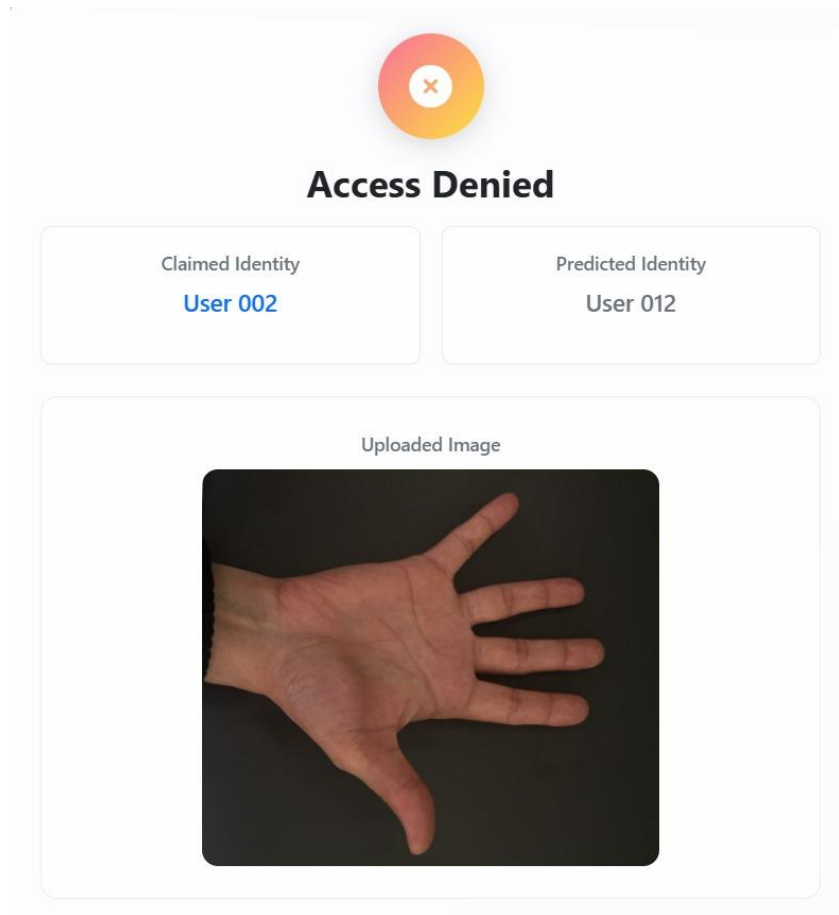 Access Denied
Claimed Identity
User 002
Predicted Identity
User 012
Uploaded Image